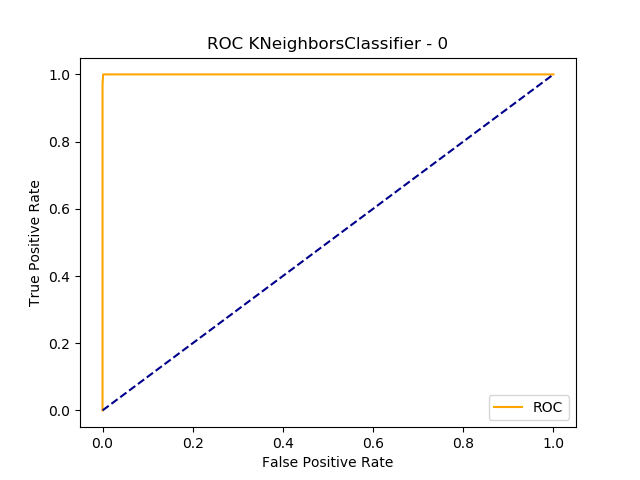 ROC KNeighborsClassifier - 0
True Positive Rate
1.0
0.8
0.6
0.4
0.2
0.0
ROC
0.0 0.2 0.4 0.6 0.8 1.0
False Positive Rate